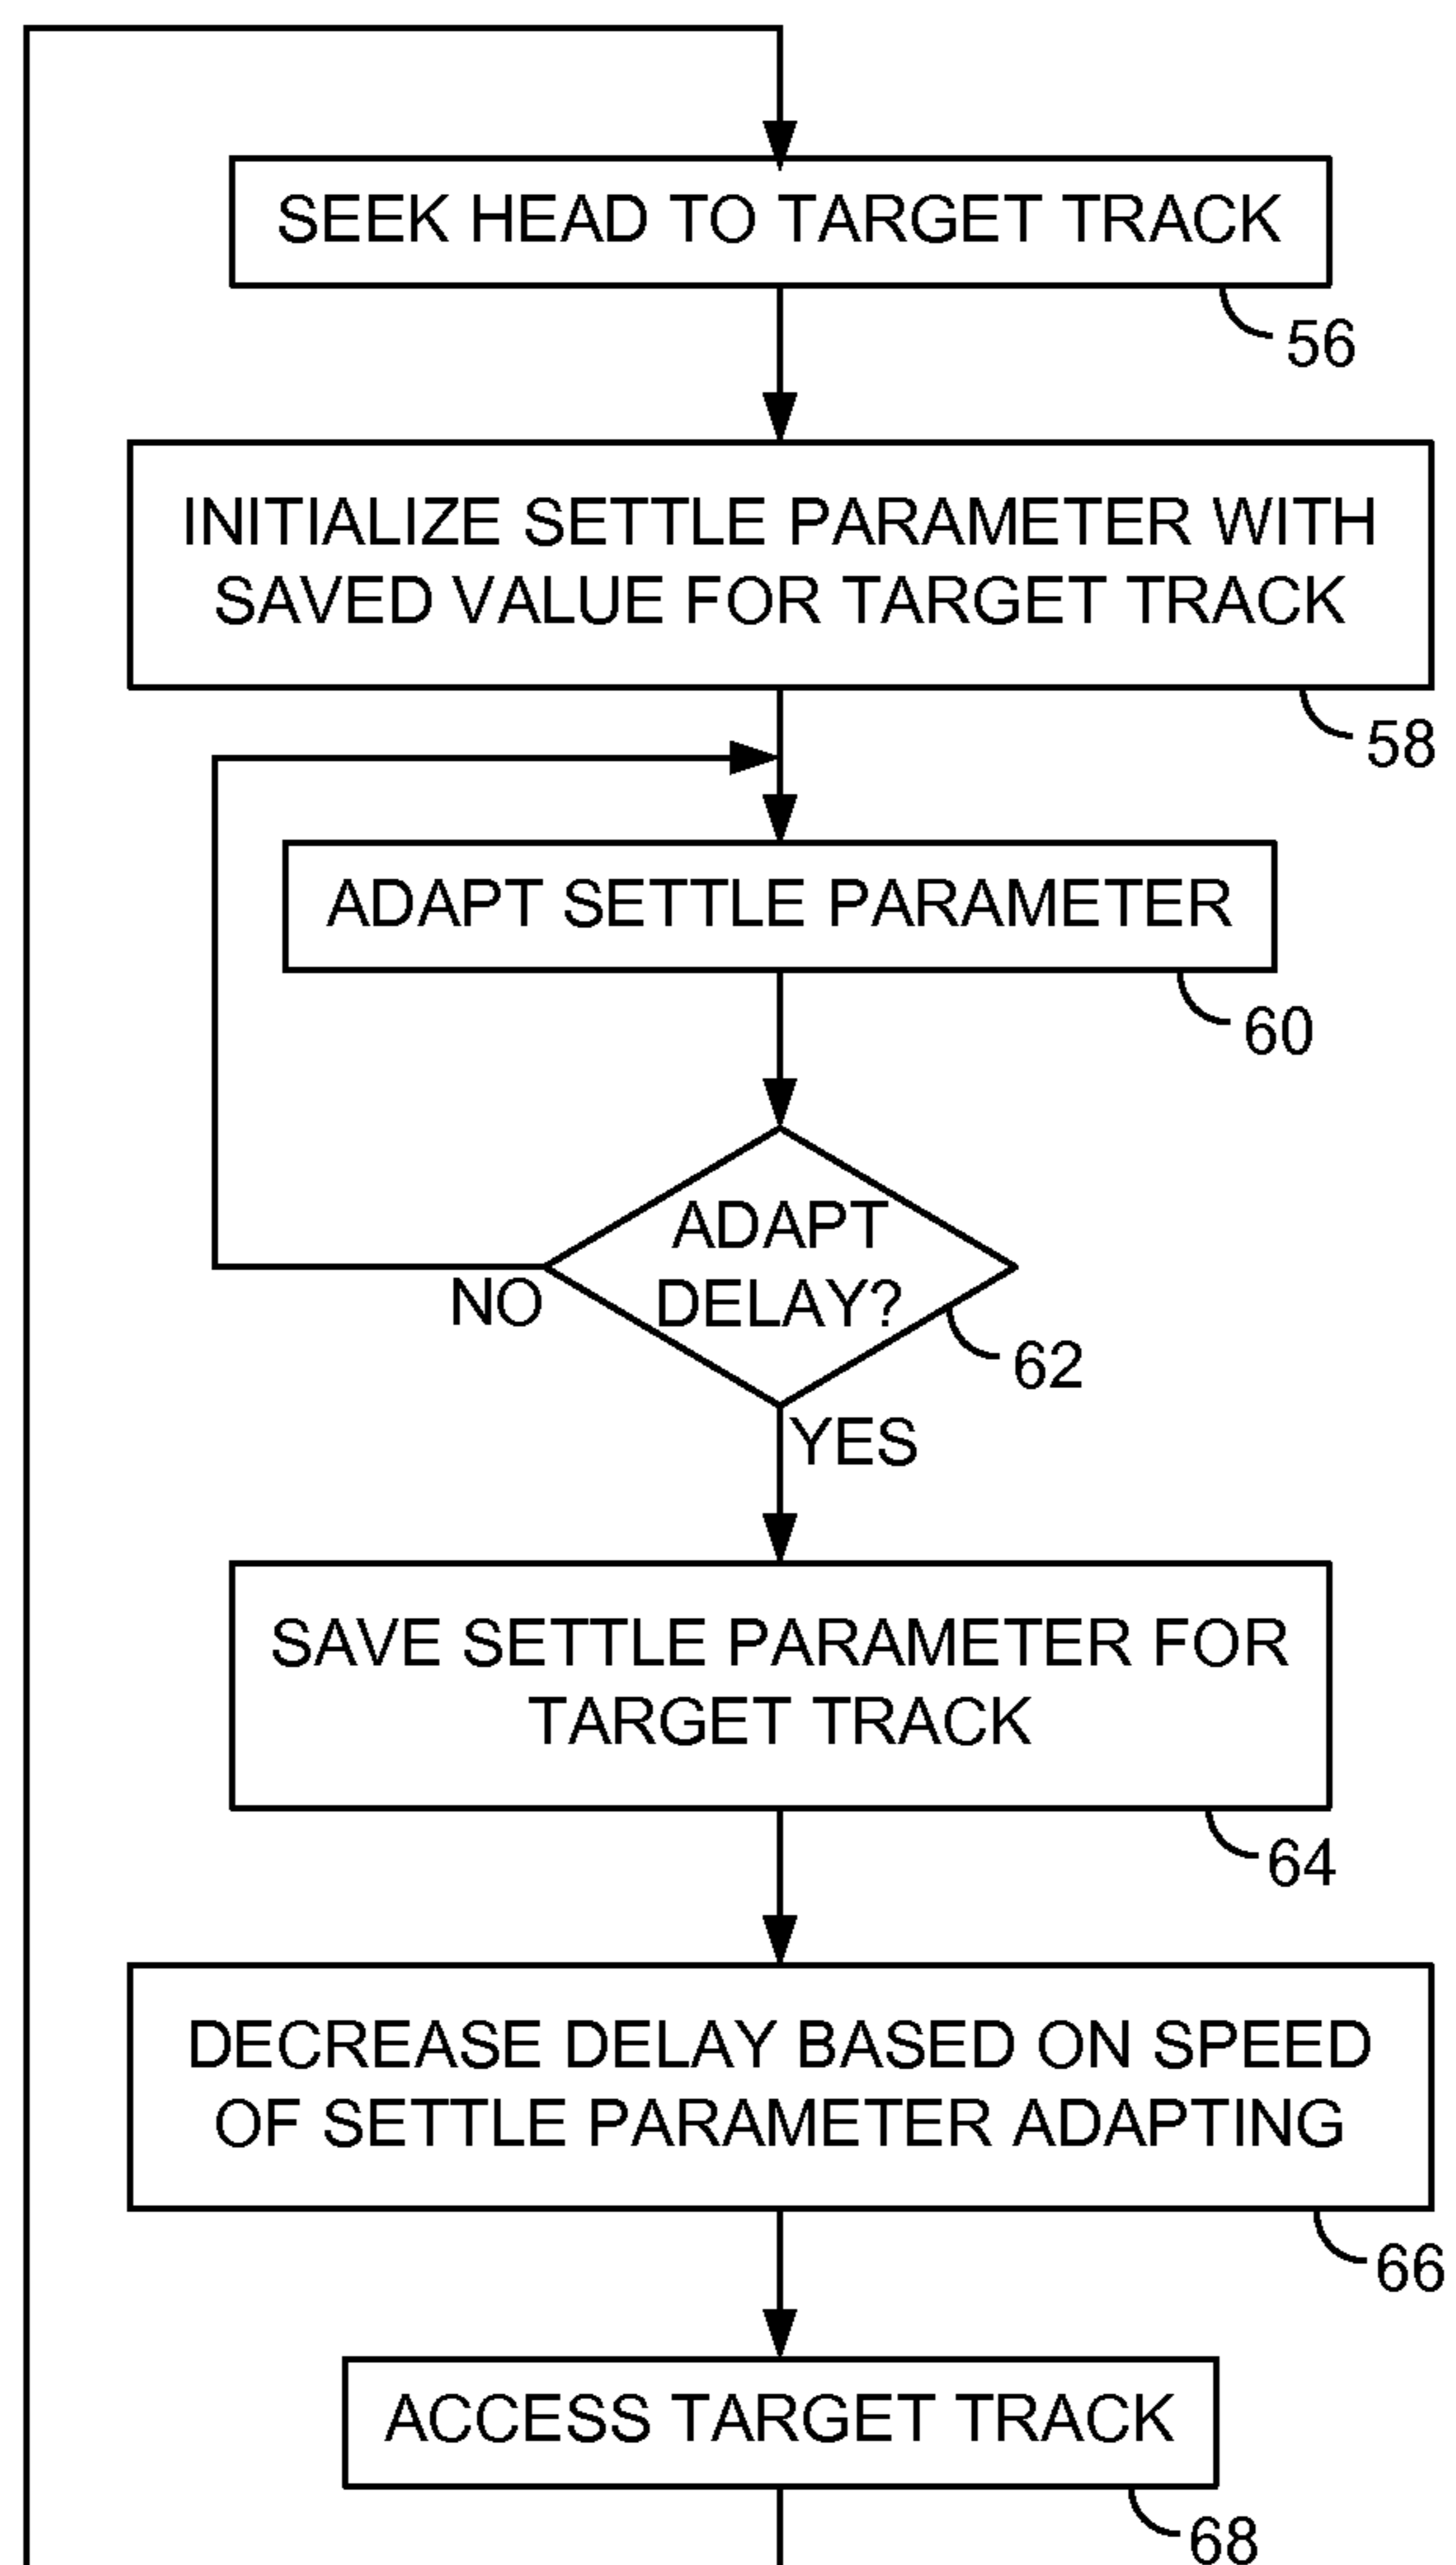 SEEK HEAD TO TARGET TRACK
56
INITIALIZE SETTLE PARAMETER WITH
SAVED VALUE FOR TARGET TRACK
58
ADAPT SETTLE PARAMETER
60
ADAPT
DELAY?
NO
62
YES
SAVE SETTLE PARAMETER FOR
TARGET TRACK
64
DECREASE DELAY BASED ON SPEED
OF SETTLE PARAMETER ADAPTING
66
ACCESS TARGET TRACK
68